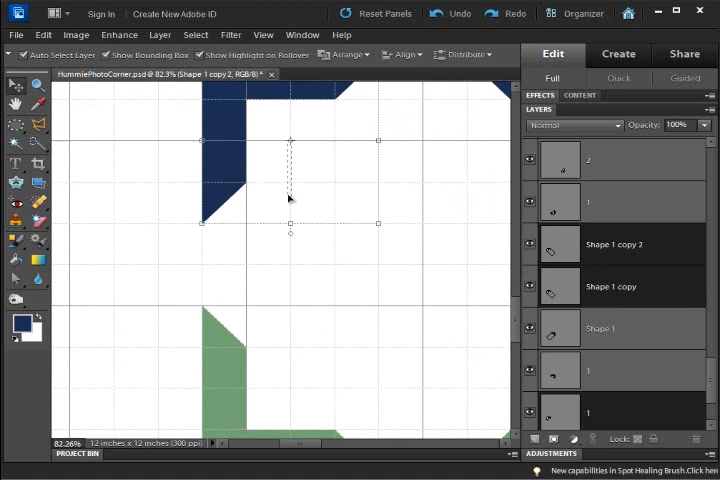 Sign In Create New Adobe ID Reset Panels Undo Redo Organizer
File Edit Image Enhance Layer Select Filter View Window Help
Auto Select Layer Show Bounding Box Show Highlight on Rollover Arrange Align Distribute
Edit Create Share
HummiePhotoCorner.psd @ 82.3% (Shape 1 copy 2, RGB/8) *
Full Quick Guided
EFFECTS CONTENT
LAYERS
Normal Opacity: 100%
2
1
Shape 1 copy 2
Shape 1 copy
Shape 1
1
1
82.26% 12 inches x 12 inches (300 ppi)
Lock:
PROJECT BIN
ADJUSTMENTS
New capabilities in Spot Healing Brush.Click her